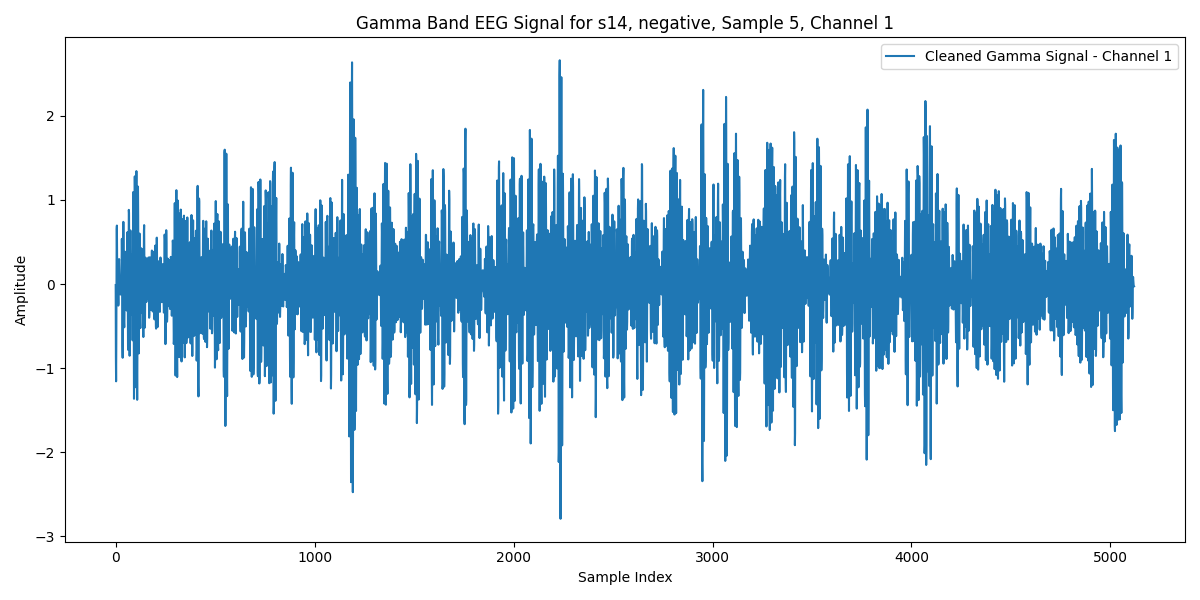 Gamma Band EEG Signal for s14, negative, Sample 5, Channel 1
Cleaned Gamma Signal - Channel 1
Amplitude
2
1
0
−1
−2
−3
0 1000 2000 3000 4000 5000
Sample Index